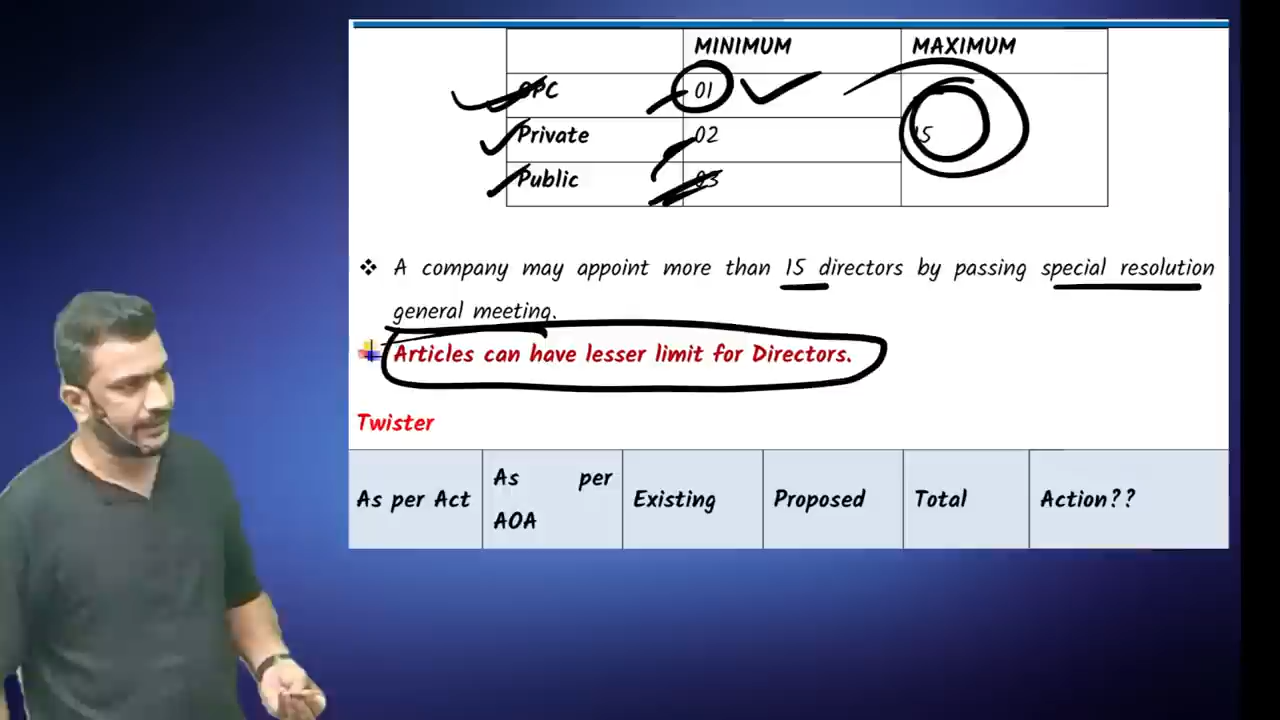 MINIMUM MAXIMUM
OPC 01
Private 02 15
Public 03
❖ A company may appoint more than 15 directors by passing special resolution
general meeting.
Articles can have lesser limit for Directors.
Twister
As per Act As per AOA Existing Proposed Total Action??